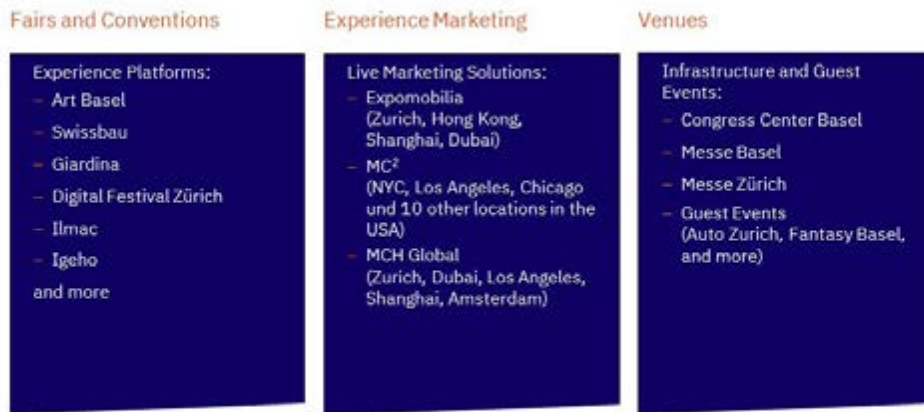 Fairs and Conventions
Experience Platforms:
– Art Basel
– Swissbau
– Giardina
– Digital Festival Zürich
– Ilmac
– Igeho
and more
Experience Marketing
Live Marketing Solutions:
– Expomobilia
(Zurich, Hong Kong,
Shanghai, Dubai)
– MC²
(NYC, Los Angeles, Chicago
und 10 other locations in the
USA)
– MCH Global
(Zurich, Dubai, Los Angeles,
Shanghai, Amsterdam)
Venues
Infrastructure and Guest
Events:
– Congress Center Basel
– Messe Basel
– Messe Zürich
– Guest Events
(Auto Zurich, Fantasy Basel,
and more)